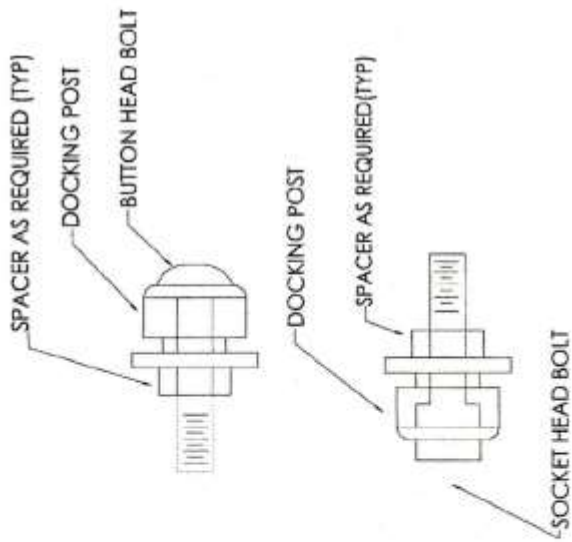 SPACER AS REQUIRED (TYP)
DOCKING POST
BUTTON HEAD BOLT
DOCKING POST
SPACER AS REQUIRED(TYP)
SOCKET HEAD BOLT